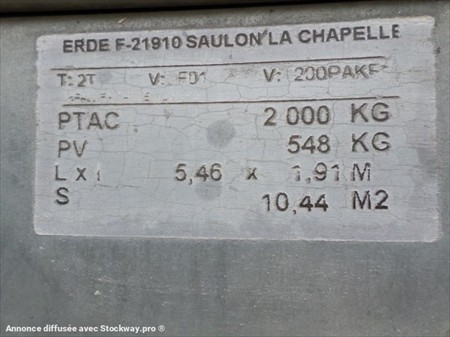 ERDE F-21910 SAULON LA CHAPELLE
T: 2T V: FD1 V: 200PAKF
PTAC 2 000 KG
PV 548 KG
L X l 5,46 x 1,91 M
S 10,44 M2
Annonce diffusée avec Stockway.pro ®